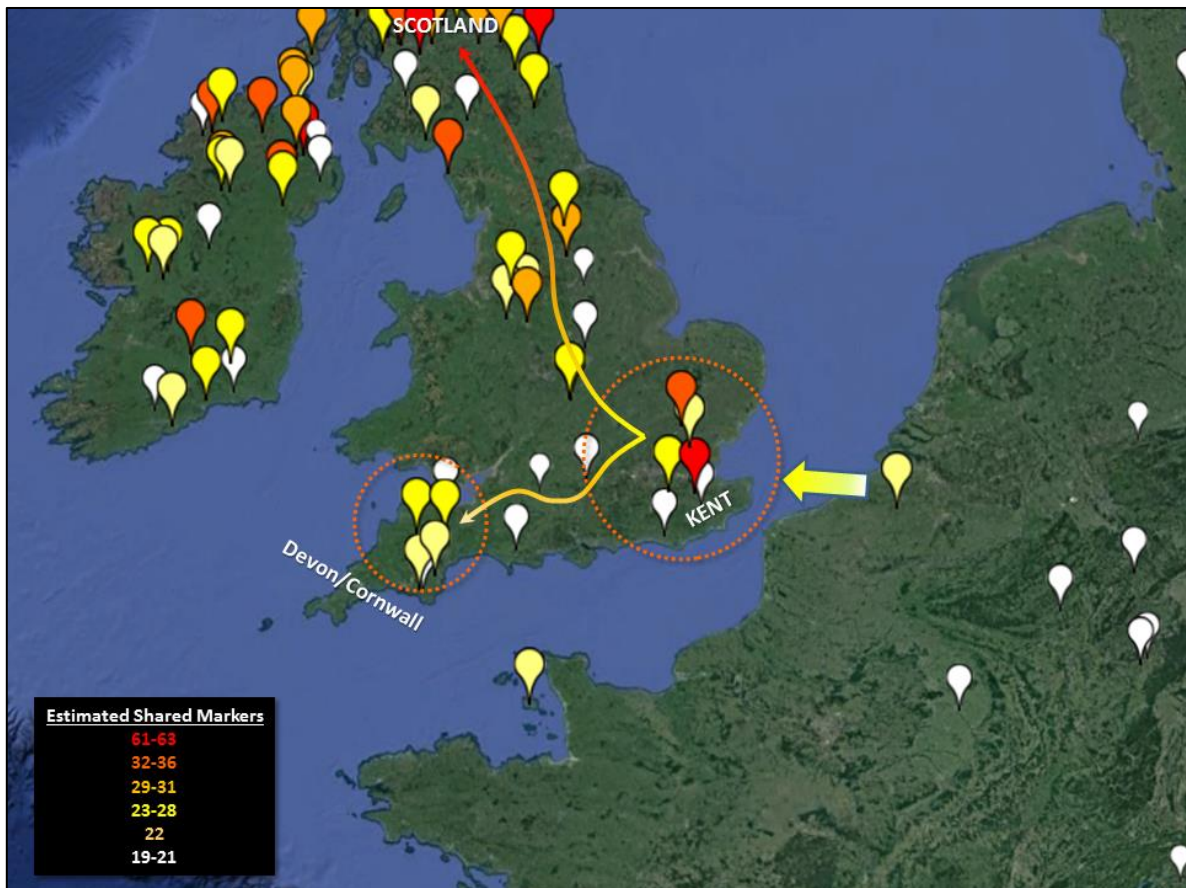 SCOTLAND
KENT
Devon/Cornwall
Estimated Shared Markers
61-63
32-36
29-31
23-28
22
19-21